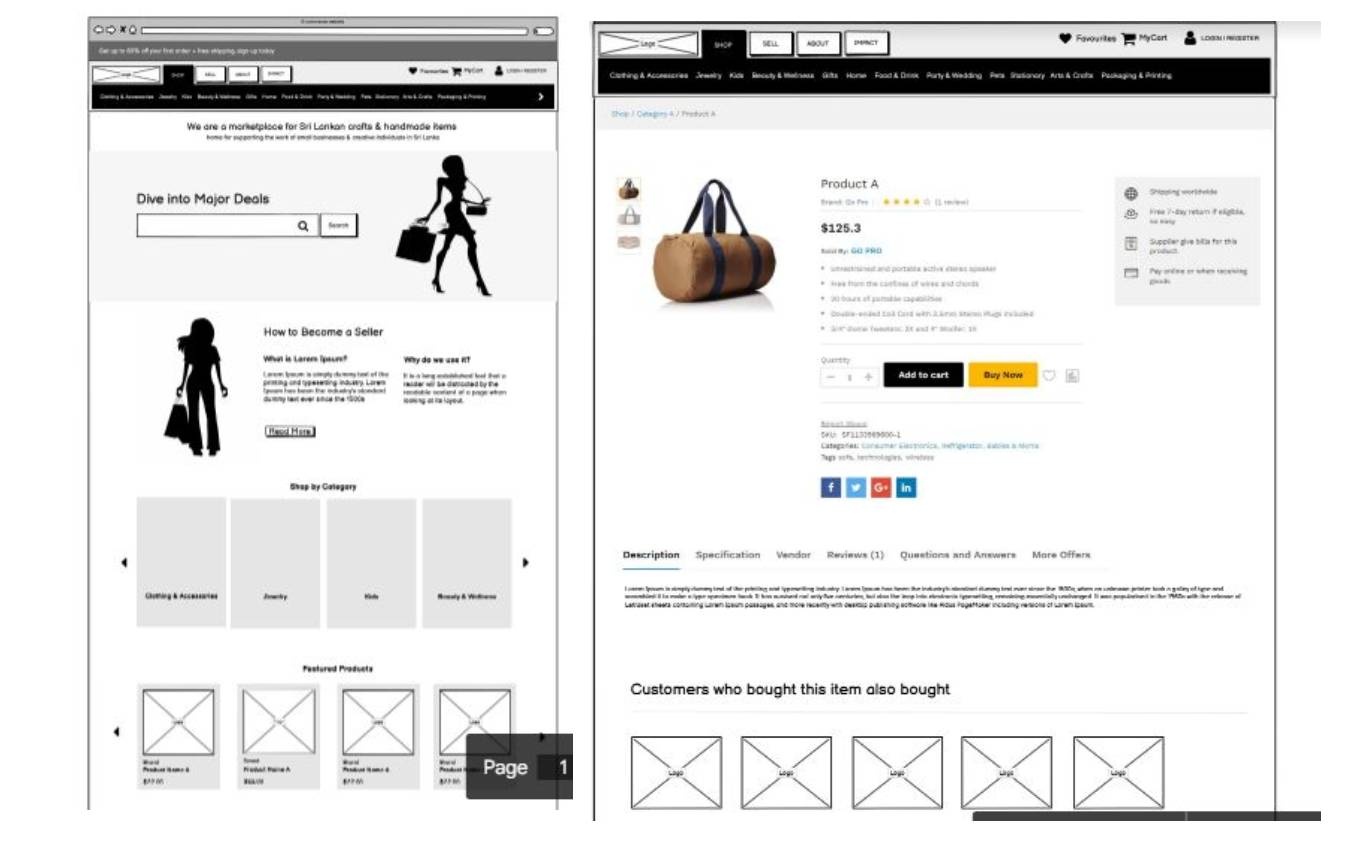 E-commerce website
Get up to 60% off your first order + free shipping, sign up today
Logo SHOP SELL ABOUT IMPACT Favourites MyCart LOGIN / REGISTER
Clothing & Accessories Jewelry Kids Beauty & Wellness Gifts Home Food & Drink Party & Wedding Pets Stationary Arts & Crafts Packaging & Printing
We are a marketplace for Sri Lankan crafts & handmade items
home for supporting the work of small businesses & creative individuals in Sri Lanka
Dive into Major Deals
Search
How to Become a Seller
What is Lorem Ipsum?
Lorem Ipsum is simply dummy text of the
printing and typesetting industry. Lorem
Ipsum has been the industry's standard
dummy text ever since the 1500s
Why do we use it?
It is a long established fact that a
reader will be distracted by the
readable content of a page when
looking at its layout.
Read More
Shop by Category
Clothing & Accessories Jewelry Kids Beauty & Wellness
Featured Products
Logo Logo Logo Logo
Brand Brand Brand Brand
Product Name A Product Name A Product Name A Product
Page 1
Logo SHOP SELL ABOUT IMPACT Favourites MyCart LOGIN / REGISTER
Clothing & Accessories Jewelry Kids Beauty & Wellness Gifts Home Food & Drink Party & Wedding Pets Stationary Arts & Crafts Packaging & Printing
Shop / Category A / Product A
Product A
Brand: Go Pro (1 review)
$125.3
Sold By: GO PRO
Unrestrained and portable active stereo speaker
Free from the confines of wires and chords
20 hours of portable capabilities
Double-ended Coil Cord with 3.5mm Stereo Plugs Included
3/4" Dome Tweeters: 2X and 4" Woofer: 1X
Quantity
1 Add to cart Buy Now
Report Abuse
SKU: SF1133569600-1
Categories: Consumer Electronics, Refrigerator, Babies & Moms
Tags sofa, technologies, wireless
f G+ in
Shipping worldwide
Free 7-day return if eligible,
so easy
Supplier give bills for this
product.
Pay online or when receiving
goods
Description Specification Vendor Reviews (1) Questions and Answers More Offers
Lorem Ipsum is simply dummy text of the printing and typesetting industry. Lorem Ipsum has been the industry's standard dummy text ever since the 1500s, when an unknown printer took a galley of type and
scrambled it to make a type specimen book. It has survived not only five centuries, but also the leap into electronic typesetting, remaining essentially unchanged. It was popularised in the 1960s with the release of
Letraset sheets containing Lorem Ipsum passages, and more recently with desktop publishing software like Aldus PageMaker including versions of Lorem Ipsum.
Customers who bought this item also bought
Logo Logo Logo Logo Logo